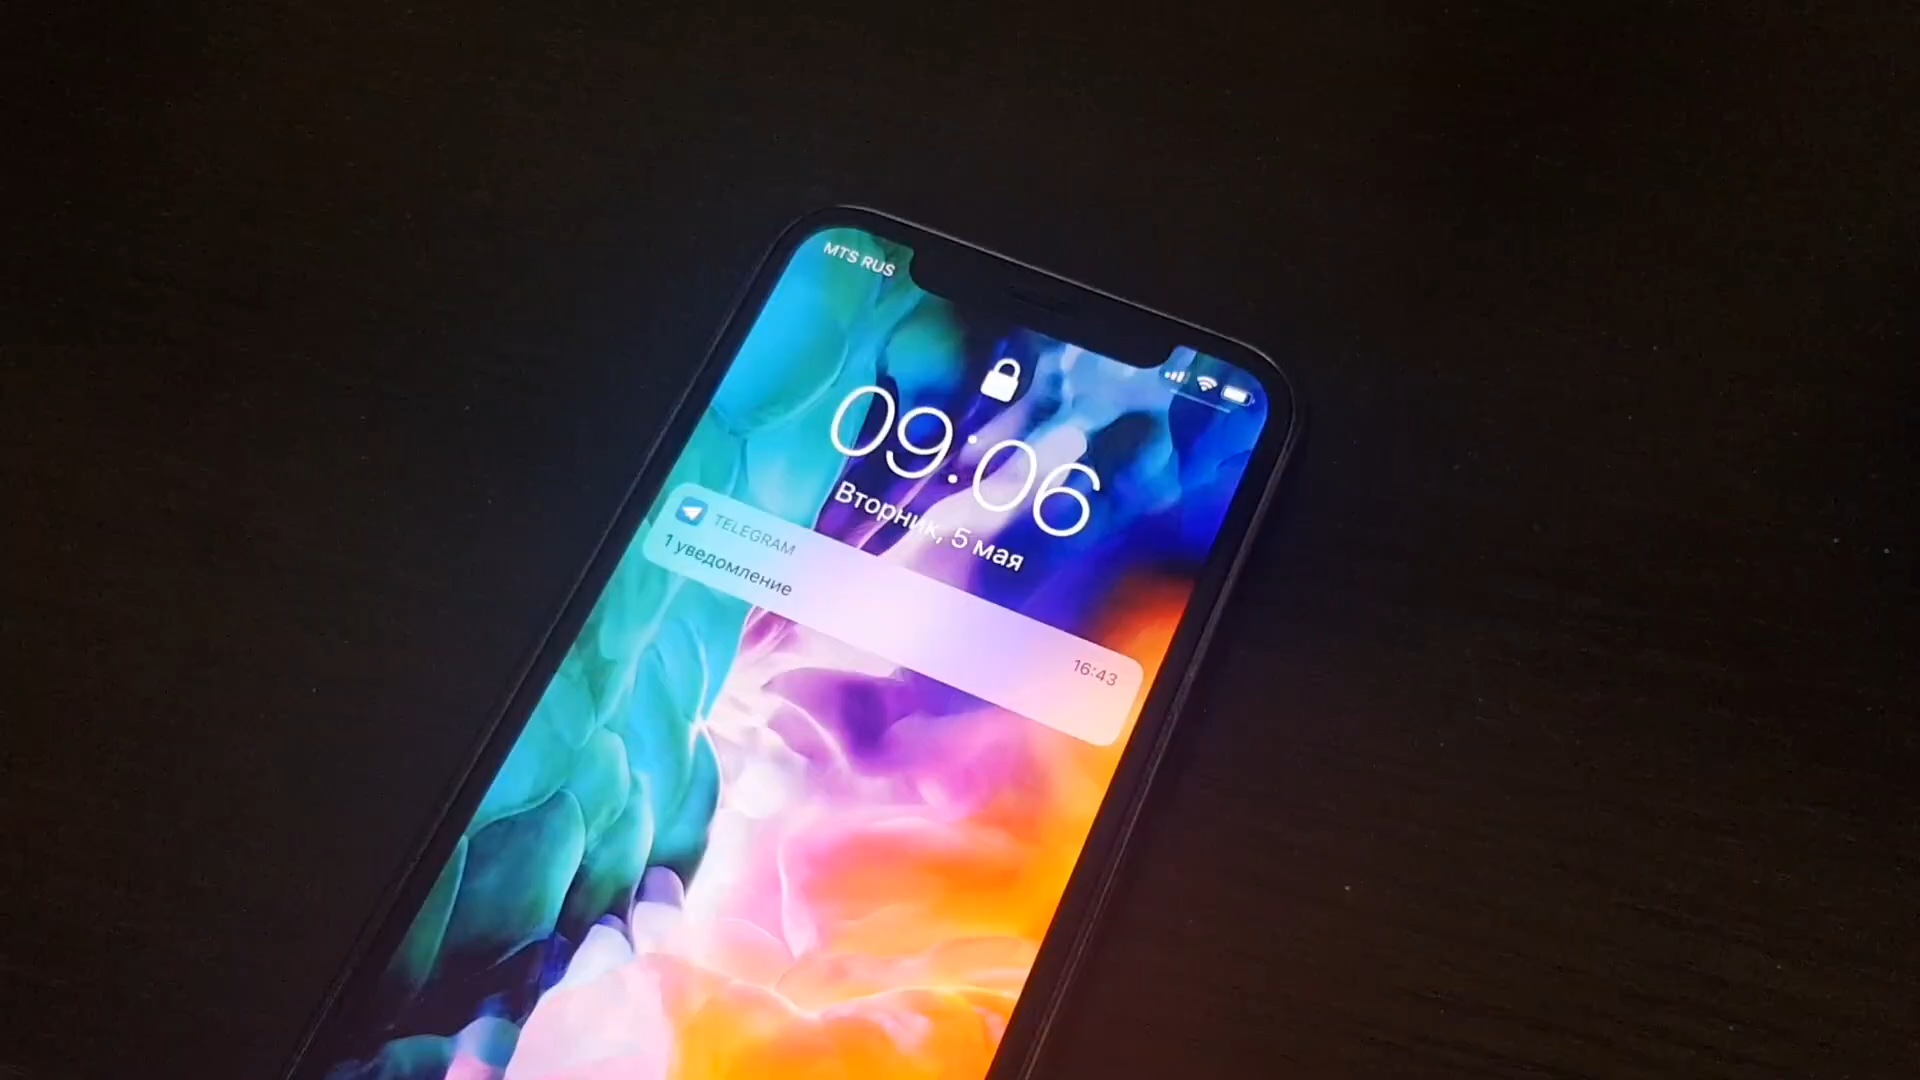 MTS RUS
09:06
Вторник, 5 мая
TELEGRAM
16:43
1 уведомление